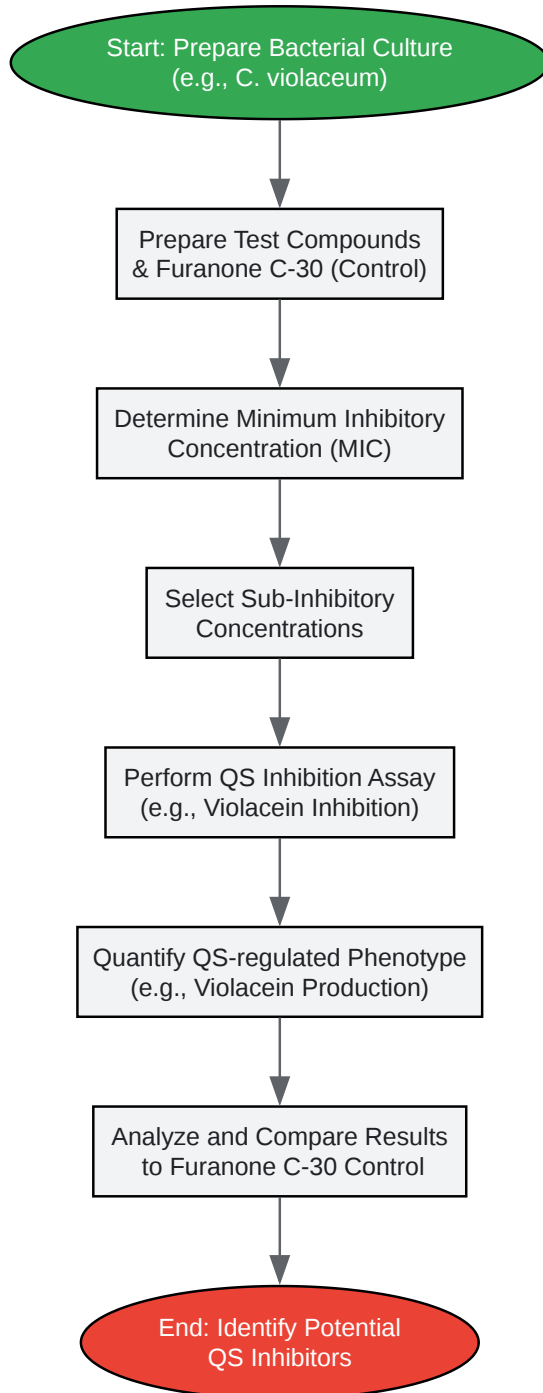 Start: Prepare Bacterial Culture
(e.g., C. violaceum)
Prepare Test Compounds
& Furanone C-30 (Control)
Determine Minimum Inhibitory
Concentration (MIC)
Select Sub-Inhibitory
Concentrations
Perform QS Inhibition Assay
(e.g., Violacein Inhibition)
Quantify QS-regulated Phenotype
(e.g., Violacein Production)
Analyze and Compare Results
to Furanone C-30 Control
End: Identify Potential
QS Inhibitors